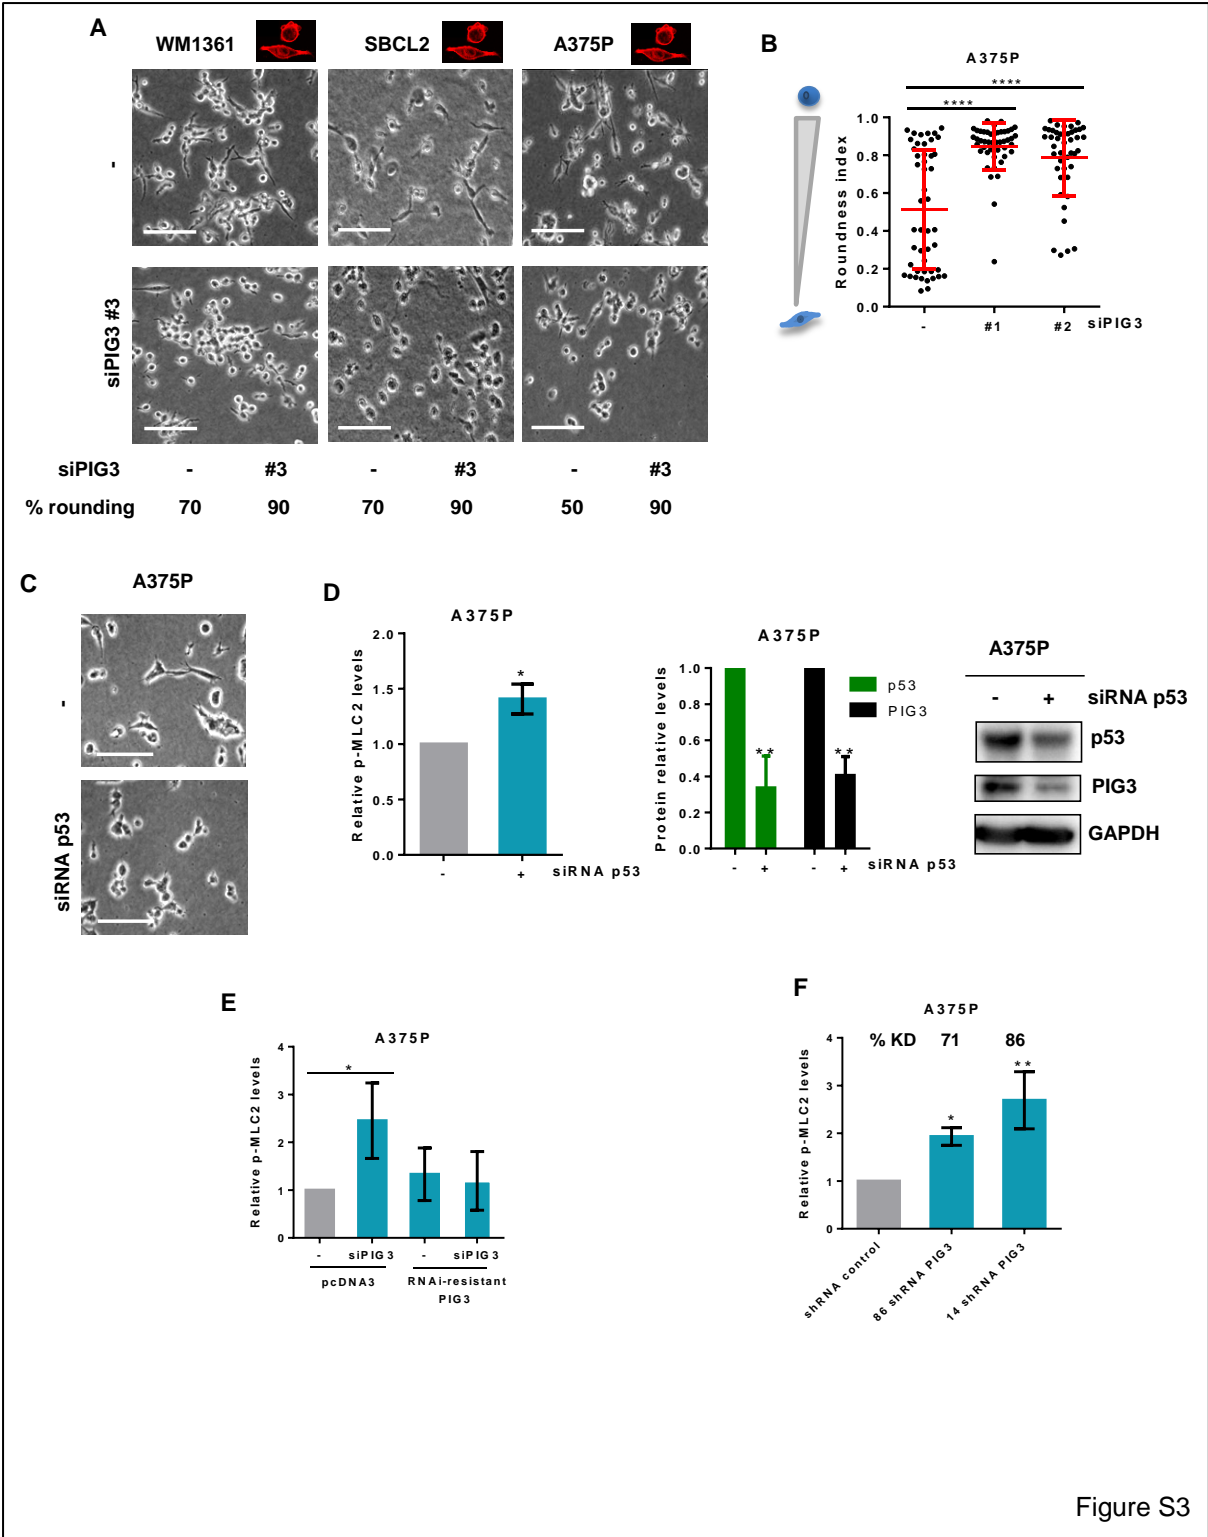 A
WM1361
SBCL2
A375P
-
siPIG3 #3
siPIG3 - #3 - #3 - #3
% rounding 70 90 70 90 50 90
B
A375P
****
****
1.0
0.8
0.6
0.4
0.2
0.0
Roundness index
- #1 #2 siPIG3
C
A375P
-
siRNA p53
D
A375P
2.0
1.5
1.0
0.5
0.0
Relative p-MLC2 levels
*
- + siRNA p53
A375P
1.0
0.8
0.6
0.4
0.2
0.0
Protein relative levels
p53
PIG3
** **
- + - + siRNA p53
A375P
- + siRNA p53
p53
PIG3
GAPDH
E
A375P
4
3
2
1
0
Relative p-MLC2 levels
*
- siPIG3 - siPIG3
pcDNA3 RNAi-resistant
PIG3
F
A375P
% KD 71 86
4
3
2
1
0
Relative p-MLC2 levels
* **
shRNA control
86 shRNA PIG3
14 shRNA PIG3
Figure S3